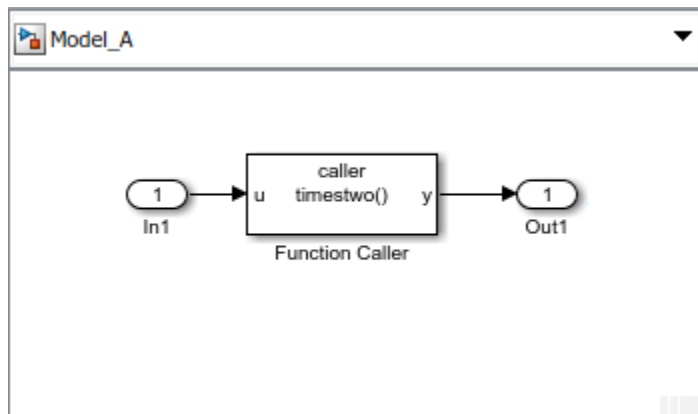 Model_A
caller
1
u
timestwo()
y
1
In1
Out1
Function Caller